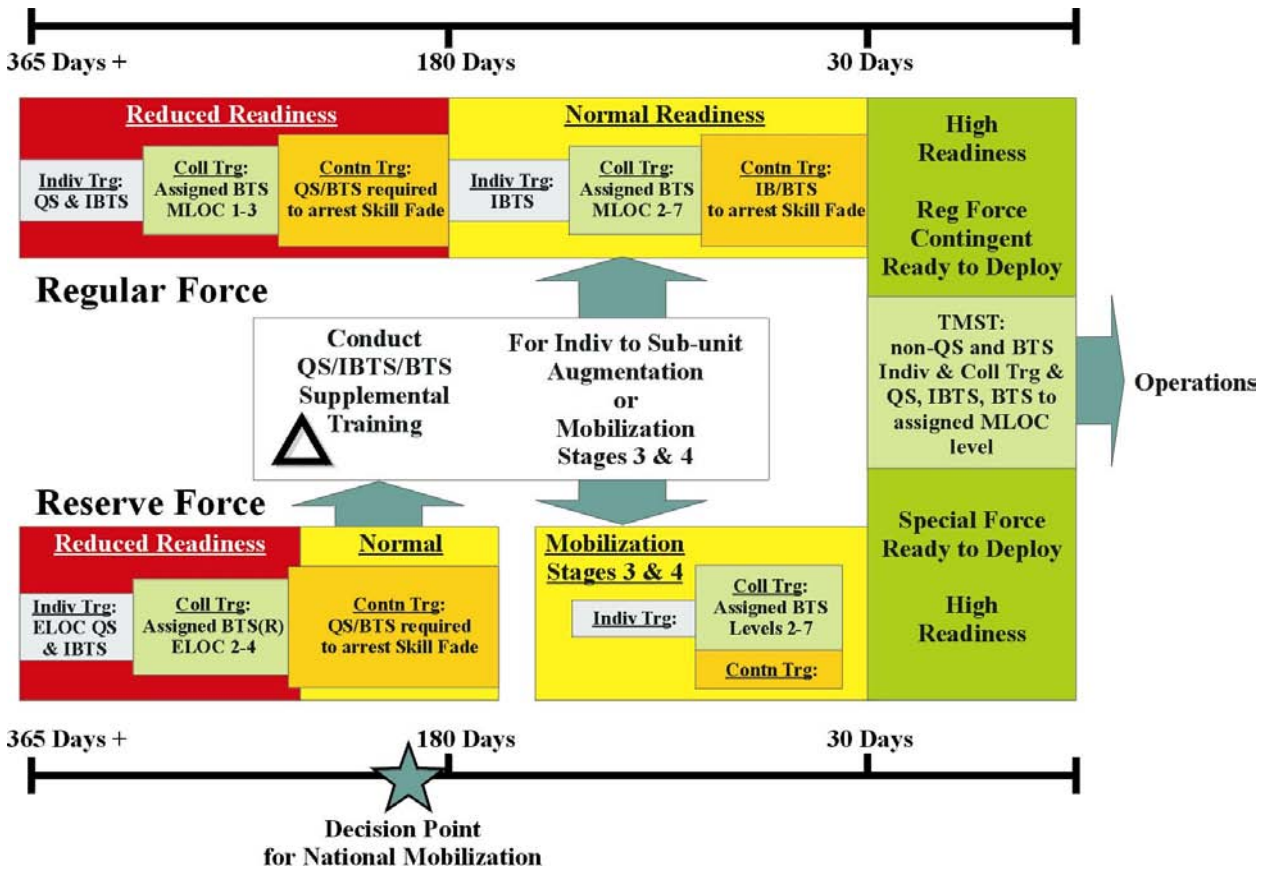 365 Days +
180 Days
30 Days
Reduced Readiness
Indiv Trg:
QS & IBTS
Coll Trg:
Assigned BTS
MLOC 1-3
Contn Trg:
QS/BTS required
to arrest Skill Fade
Normal Readiness
Indiv Trg:
IBTS
Coll Trg:
Assigned BTS
MLOC 2-7
Contn Trg:
IB/BTS
to arrest Skill Fade
High
Readiness
Reg Force
Contingent
Ready to Deploy
Regular Force
Conduct
QS/IBTS/BTS
Supplemental
Training
For Indiv to Sub-unit
Augmentation
or
Mobilization
Stages 3 & 4
TMST:
non-QS and BTS
Indiv & Coll Trg &
QS, IBTS, BTS to
assigned MLOC
level
Operations
Reserve Force
Reduced Readiness
Indiv Trg:
ELOC QS
& IBTS
Coll Trg:
Assigned BTS(R)
ELOC 2-4
Normal
Contn Trg:
QS/BTS required
to arrest Skill Fade
Mobilization
Stages 3 & 4
Indiv Trg:
Coll Trg:
Assigned BTS
Levels 2-7
Contn Trg:
Special Force
Ready to Deploy
High
Readiness
365 Days +
180 Days
30 Days
Decision Point
for National Mobilization